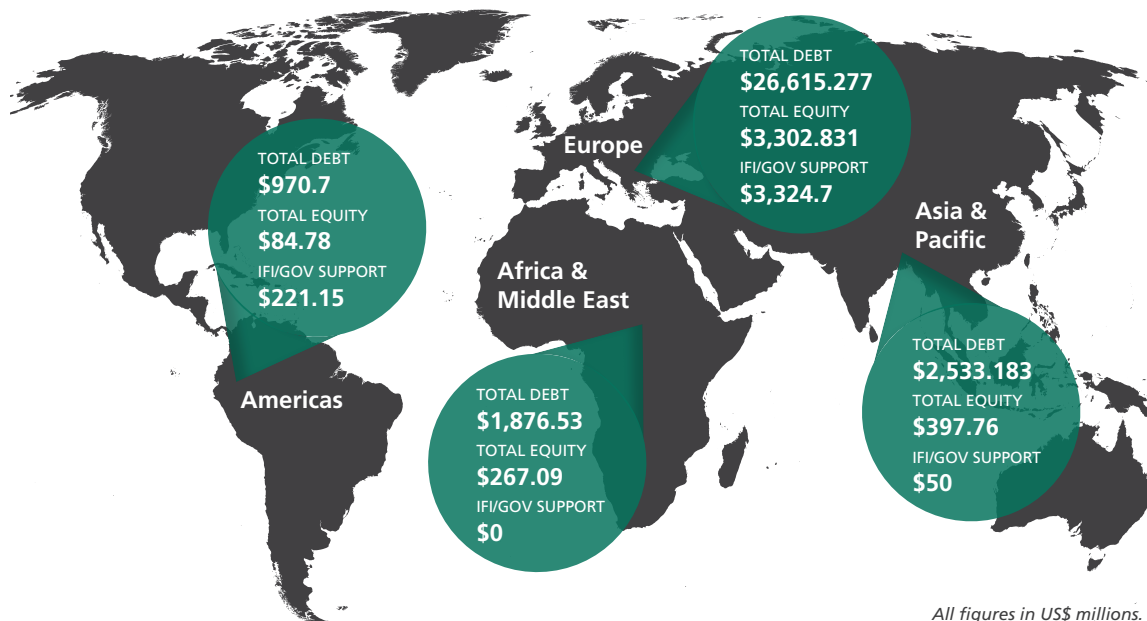 TOTAL DEBT
$26,615.277
TOTAL EQUITY
$3,302.831
IFI/GOV SUPPORT
$3,324.7
Europe
TOTAL DEBT
$970.7
TOTAL EQUITY
$84.78
IFI/GOV SUPPORT
$221.15
Americas
Africa &
Middle East
TOTAL DEBT
$1,876.53
TOTAL EQUITY
$267.09
IFI/GOV SUPPORT
$0
Asia &
Pacific
TOTAL DEBT
$2,533.183
TOTAL EQUITY
$397.76
IFI/GOV SUPPORT
$50
All figures in US$ millions.